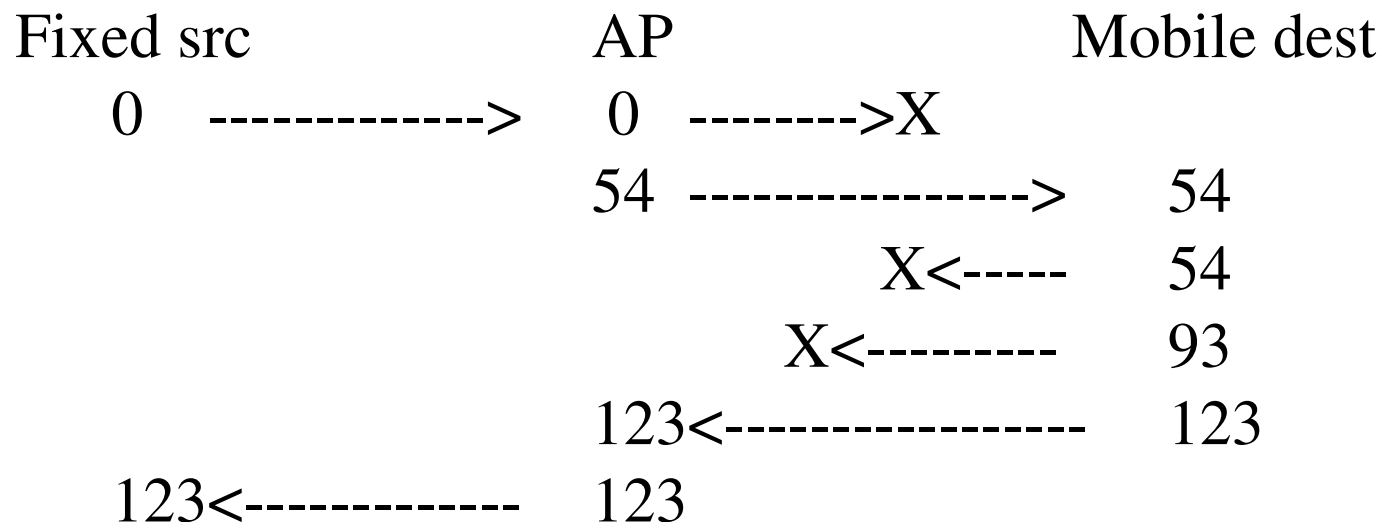 Fixed src AP Mobile dest
0 -------------> 0 -------->X
54 ----------------> 54
X<----- 54
X<--------- 93
123<----------------- 123
123<------------- 123